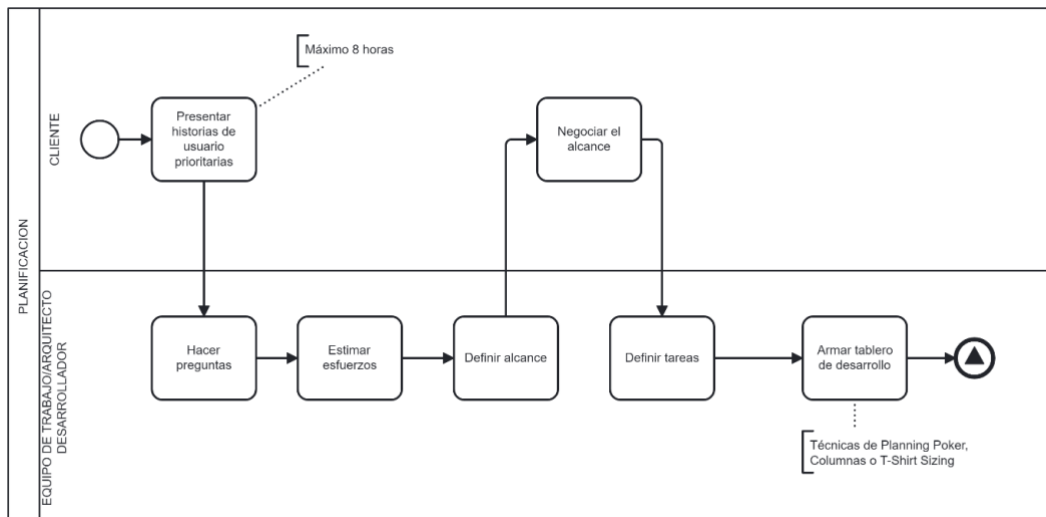 PLANIFICACION
CLIENTE
Máximo 8 horas
Presentar
historias de
usuario
prioritarias
Negociar el
alcance
EQUIPO DE TRABAJO/ARQUITECTO
DESARROLLADOR
Hacer
preguntas
Estimar
esfuerzos
Definir alcance
Definir tareas
Armar tablero
de desarrollo
Técnicas de Planning Poker,
Columnas o T-Shirt Sizing